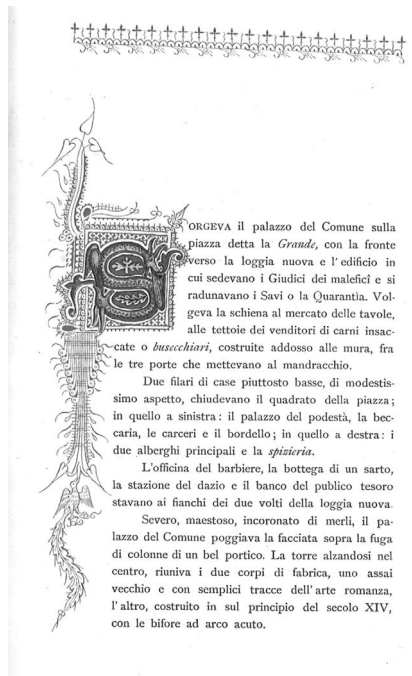 SORGEVA il palazzo del Comune sulla
piazza detta la Grande, con la fronte
verso la loggia nuova e l'edificio in
cui sedevano i Giudici dei maleficî e si
radunavano i Savi o la Quarantìa. Vol-
geva la schiena al mercato delle tavole,
alle tettoie dei venditori di carni insac-
cate o busecchiari, costruite addosso alle mura, fra
le tre porte che mettevano al mandracchio.
Due filari di case piuttosto basse, di modestis-
simo aspetto, chiudevano il quadrato della piazza;
in quello a sinistra: il palazzo del podestà, la bec-
caria, le carceri e il bordello; in quello a destra: i
due alberghi principali e la spizieria.
L'officina del barbiere, la bottega di un sarto,
la stazione del dazio e il banco del publico tesoro
stavano ai fianchi dei due volti della loggia nuova.
Severo, maestoso, incoronato di merli, il pa-
lazzo del Comune poggiava la facciata sopra la fuga
di colonne di un bel portico. La torre alzandosi nel
centro, riuniva i due corpi di fabrica, uno assai
vecchio e con semplici tracce dell'arte romanza,
l'altro, costruito in sul principio del secolo XIV,
con le bifore ad arco acuto.